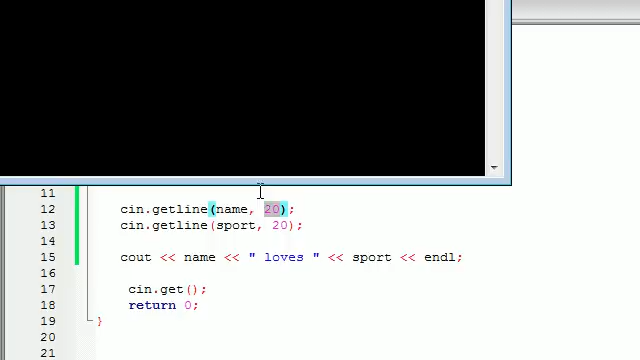 11
12 cin.getline(name, 20);
13 cin.getline(sport, 20);
14
15 cout << name << " loves " << sport << endl;
16
17 cin.get();
18 return 0;
19 }
20
21